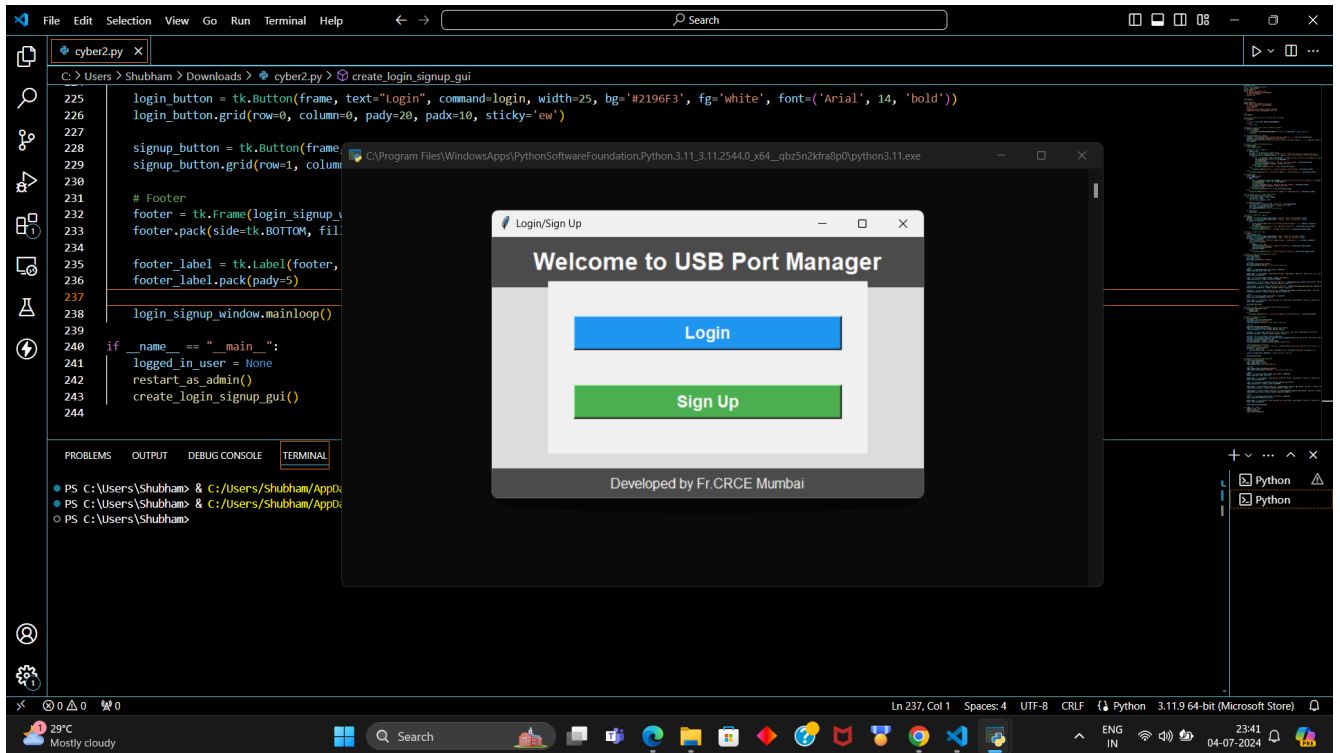 File Edit Selection View Go Run Terminal Help
Search
cyber2.py
C: > Users > Shubham > Downloads > cyber2.py > create_login_signup_gui
225 login_button = tk.Button(frame, text="Login", command=login, width=25, bg='#2196F3', fg='white', font=('Arial', 14, 'bold'))
226 login_button.grid(row=0, column=0, pady=20, padx=10, sticky='ew')
227
228 signup_button = tk.Button(frame
229 signup_button.grid(row=1, colum
230
231 # Footer
232 footer = tk.Frame(login_signup_w
233 footer.pack(side=tk.BOTTOM, fil
234
235 footer_label = tk.Label(footer,
236 footer_label.pack(pady=5)
237
238 login_signup_window.mainloop()
239
240 if __name__ == "__main__":
241 logged_in_user = None
242 restart_as_admin()
243 create_login_signup_gui()
244
C:\Program Files\WindowsApps\PythonSoftwareFoundation.Python.3.11_3.11.2544.0_x64__qbz5n2kfra8p0\python3.11.exe
Login/Sign Up
Welcome to USB Port Manager
Login
Sign Up
Developed by Fr.CRCE Mumbai
PROBLEMS OUTPUT DEBUG CONSOLE TERMINAL
PS C:\Users\Shubham> & C:/Users/Shubham/AppDa
PS C:\Users\Shubham> & C:/Users/Shubham/AppDa
PS C:\Users\Shubham>
Python
Python
0 0 0
Ln 237, Col 1 Spaces: 4 UTF-8 CRLF Python 3.11.9 64-bit (Microsoft Store)
1
29°C
Mostly cloudy
Search
ENG
IN
23:41
04-07-2024
PRE